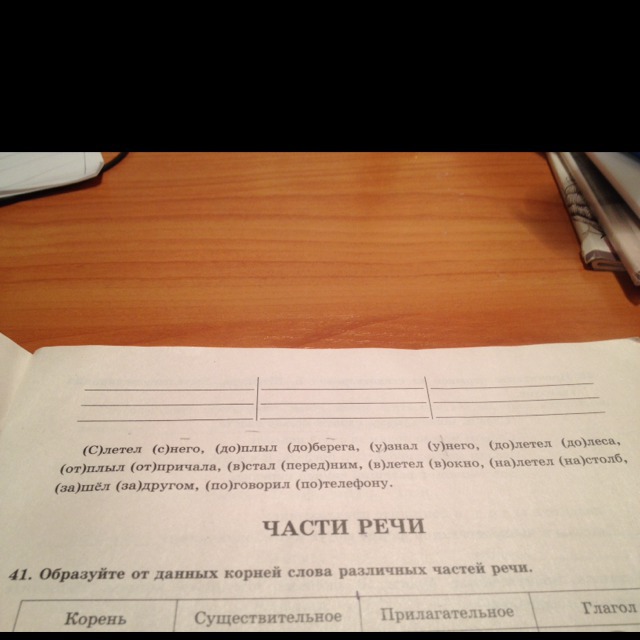 (С)летел (с)него, (до)плыл (до)берега, (у)знал (у)него, (до)летел (до)леса,
(от)плыл (от)причала, (в)стал (перед)ним, (в)летел (в)окно, (на)летел (на)столб,
(за)шёл (за)другом, (по)говорил (по)телефону.
ЧАСТИ РЕЧИ
41. Образуйте от данных корней слова различных частей речи.
Корень Существительное Прилагательное Глагол